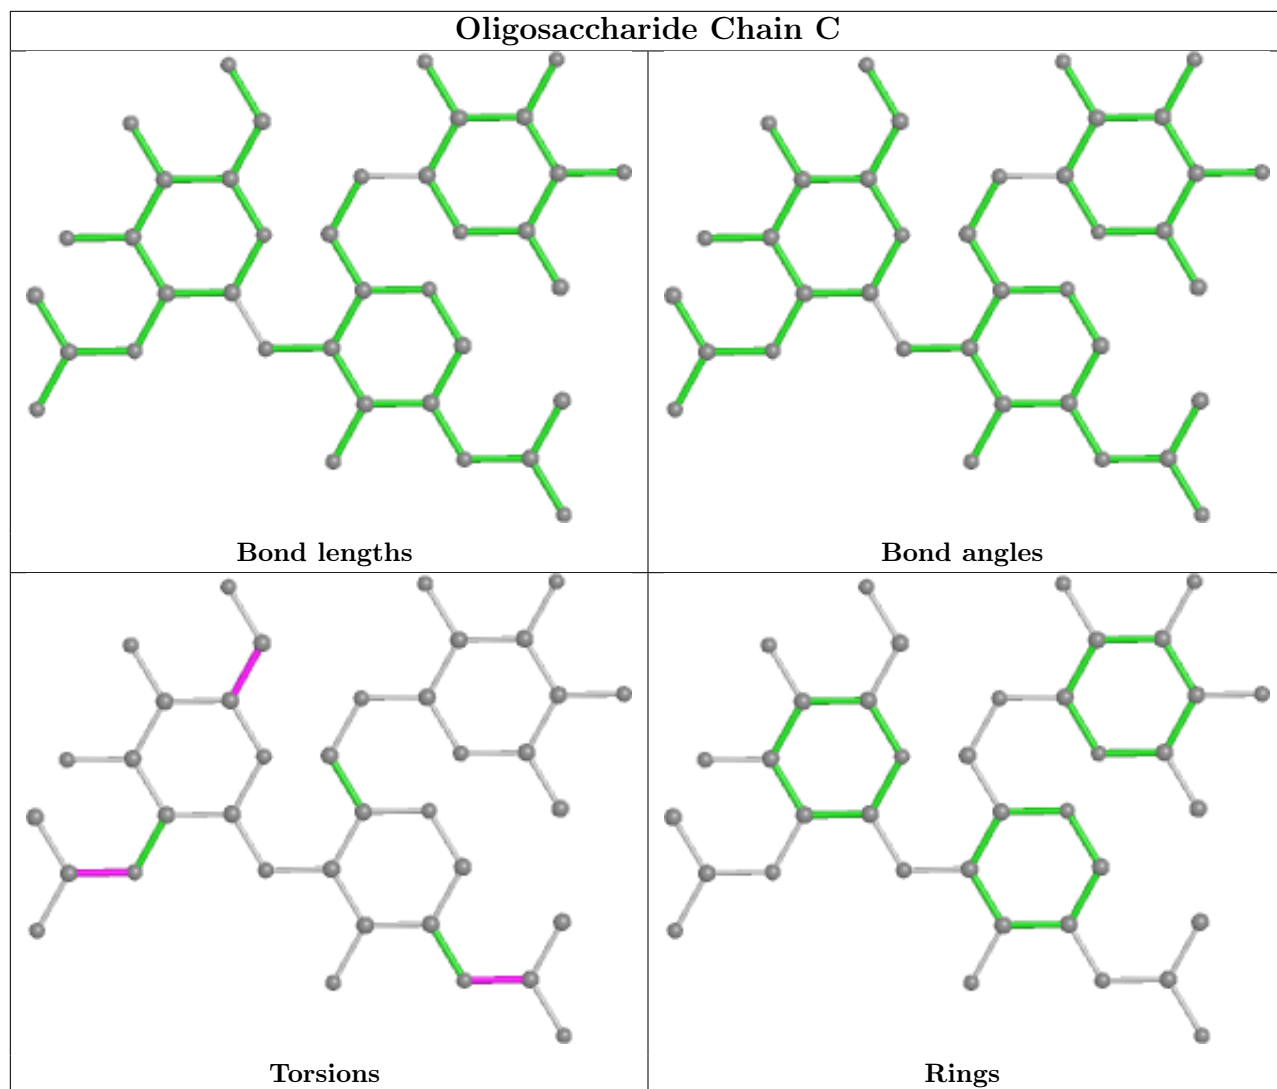 Oligosaccharide Chain C
Bond lengths
Bond angles
Torsions
Rings